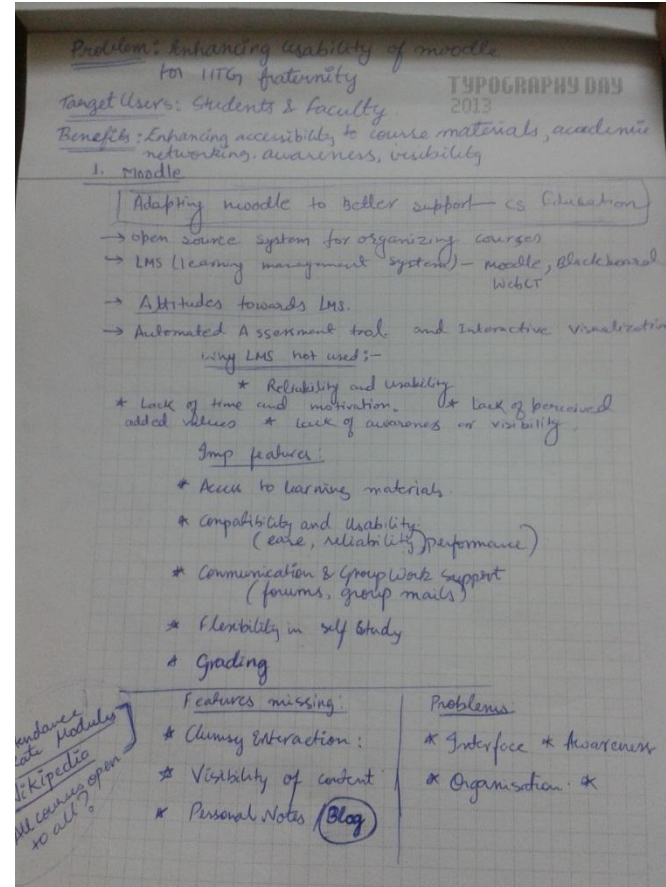 Problem: Enhancing usability of moodle
for IITG fraternity
TYPOGRAPHY DAY
2013
Target Users: Students & Faculty.
Benefits: Enhancing accessibility to course materials, academic
networking, awareness, visibility
1. Moodle
Adapting moodle to better support CS Education
→ open source system for organizing courses
→ LMS (learning management system) - Moodle, Blackboard
WebCT
→ Attitudes towards LMS.
→ Automated Assessment tool. and Interactive Visualization
Why LMS not used:-
* Reliability and usability
* Lack of time and motivation. * Lack of perceived
added values * Lack of awareness or visibility.
Imp features:
* Access to learning materials.
* Compatibility and Usability.
(ease, reliability, performance)
* Communication & Group Work Support
(forums, group mails)
* Flexibility in self Study
* Grading
Features missing:
* Clumsy Interaction:
* Visibility of content
* Personal Notes / Blog
Problems
* Interface * Awareness
* Organisation. *
endance
Module
Wikipedia
All courses open
to all?